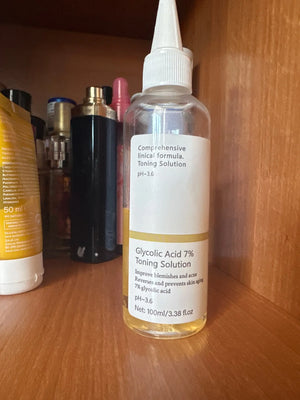 Comprehensive
linical formula.
Toning Solution
pH~3.6
Glycolic Acid 7%
Toning Solution
Improve blemishes and acne
Reverses and prevents skin aging
7% glycolic acid
pH~3.6
Net: 100ml/3.38 fl.oz
50 ml